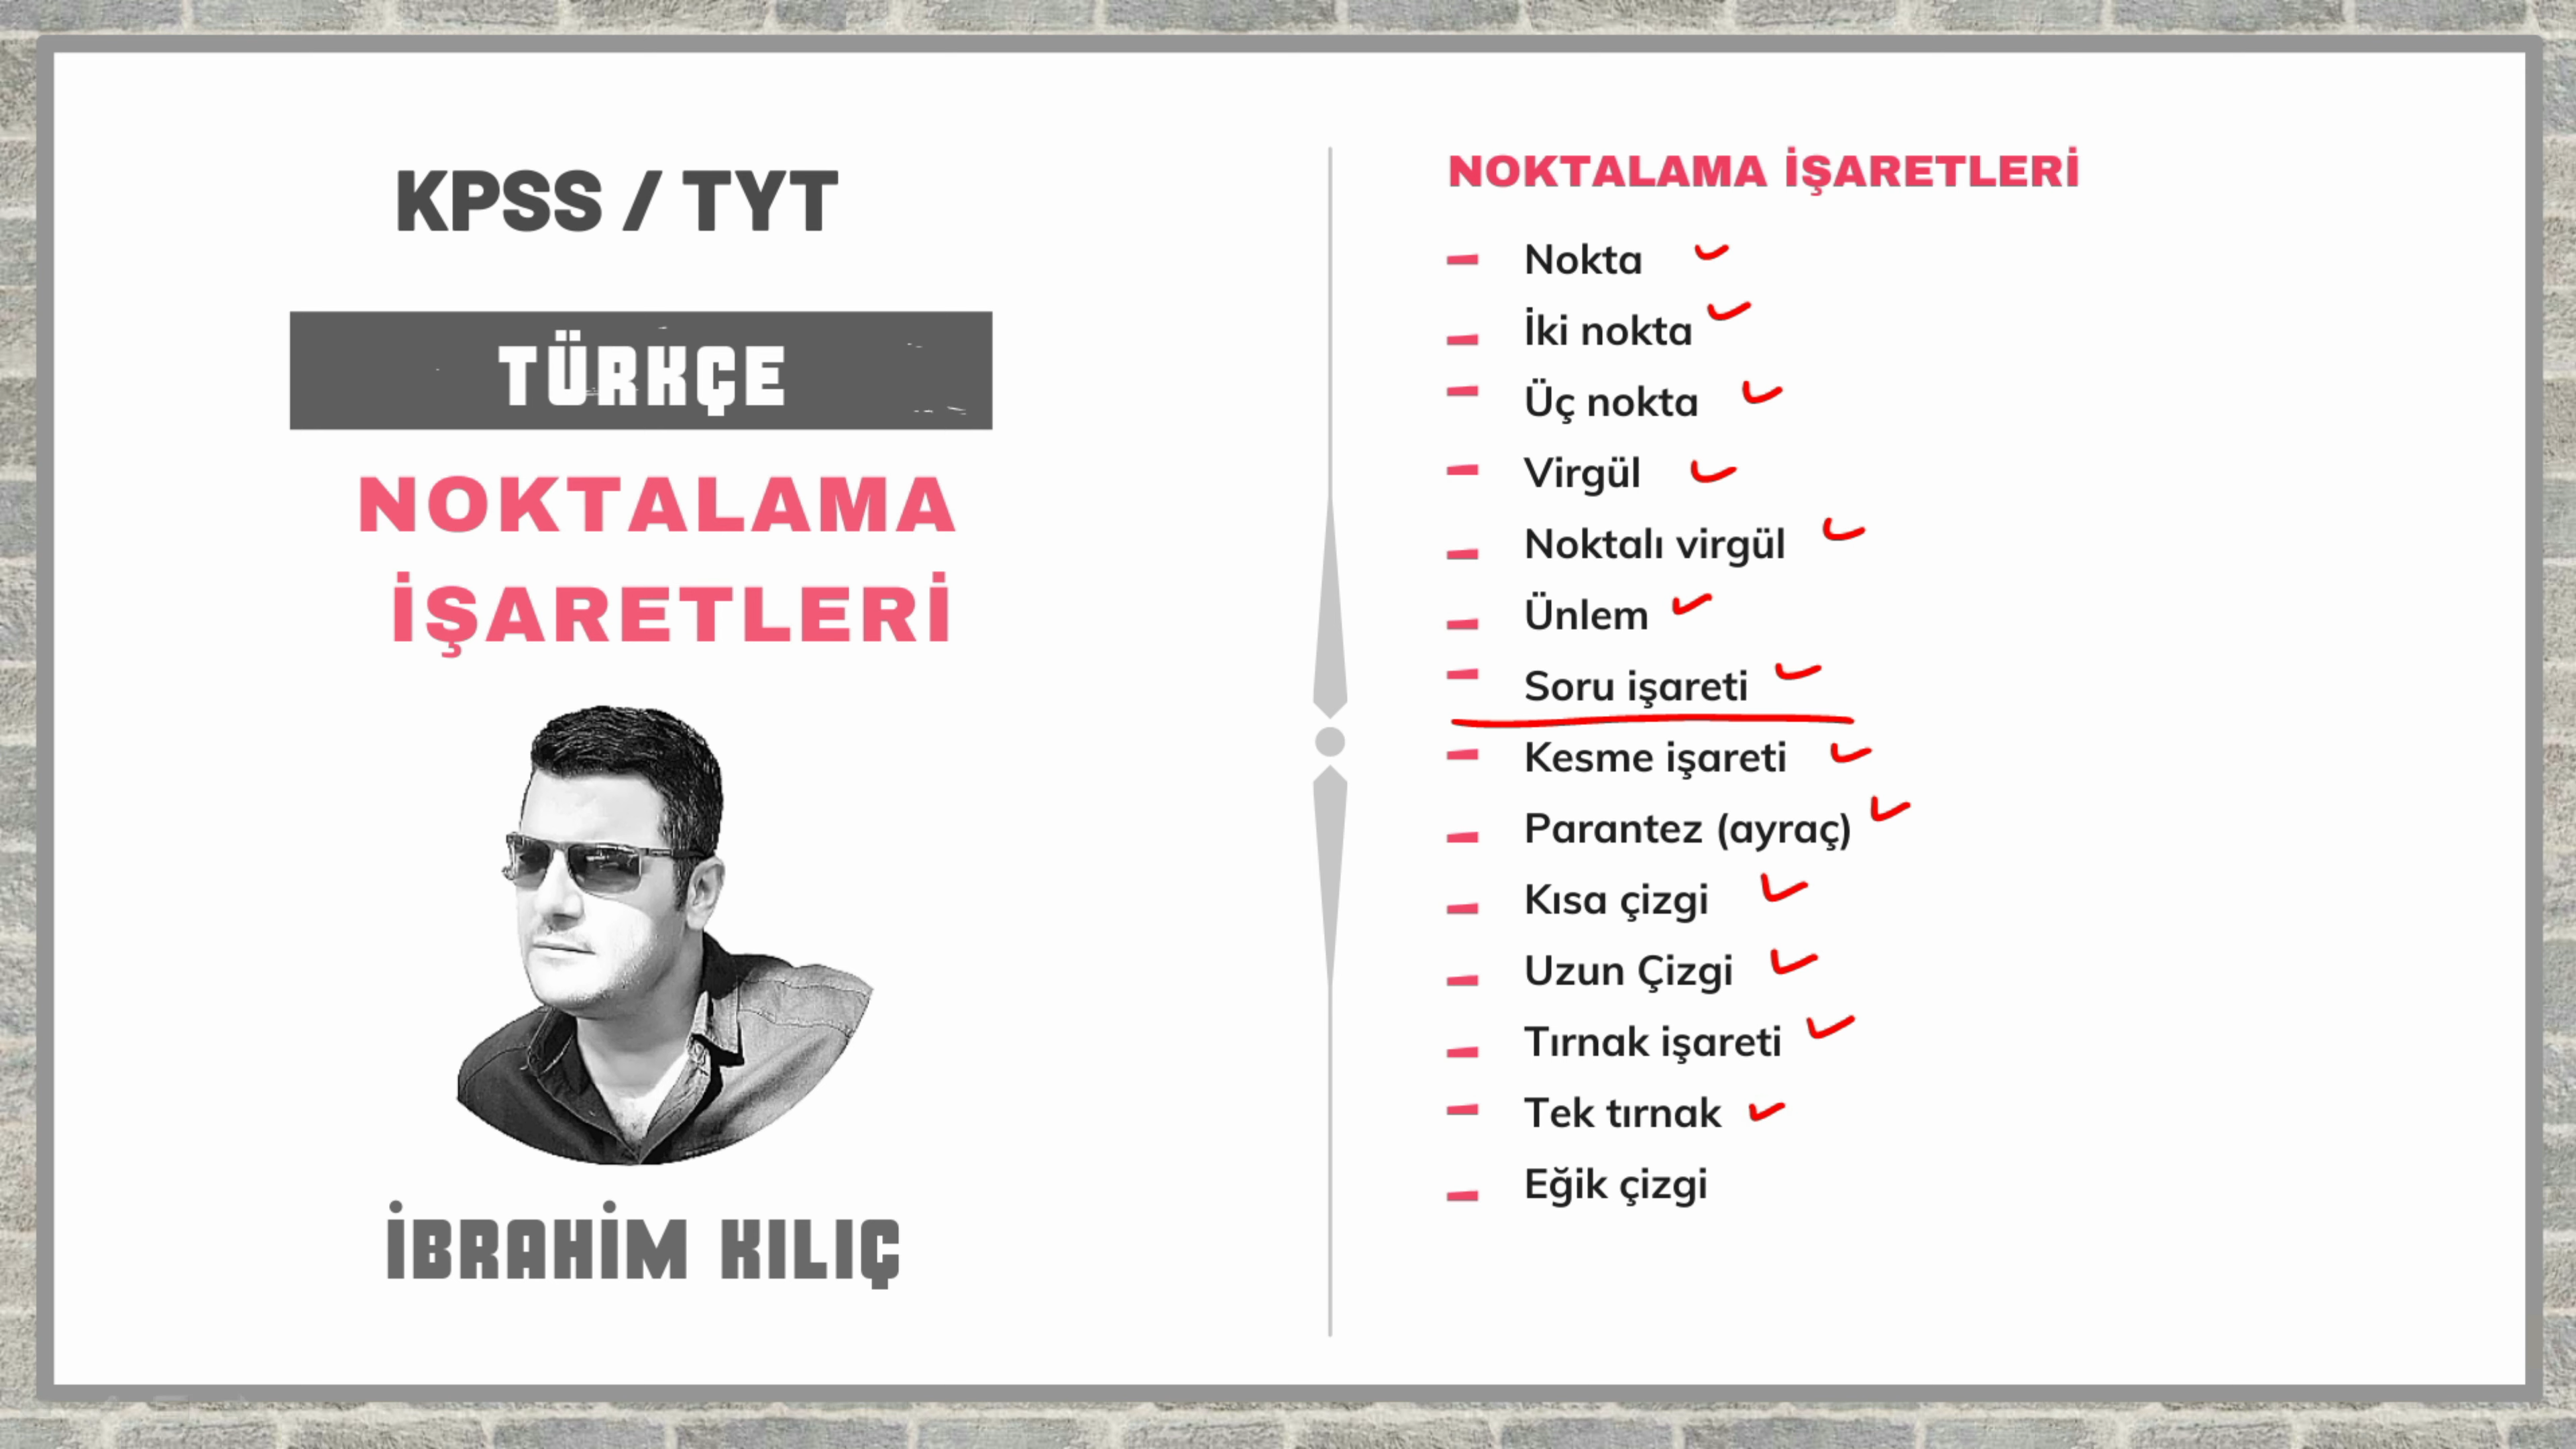 KPSS / TYT
TÜRKÇE
NOKTALAMA
İŞARETLERİ
İBRAHİM KILIÇ
NOKTALAMA İŞARETLERİ
Nokta
İki nokta
Üç nokta
Virgül
Noktalı virgül
Ünlem
Soru işareti
Kesme işareti
Parantez (ayraç)
Kısa çizgi
Uzun Çizgi
Tırnak işareti
Tek tırnak
Eğik çizgi